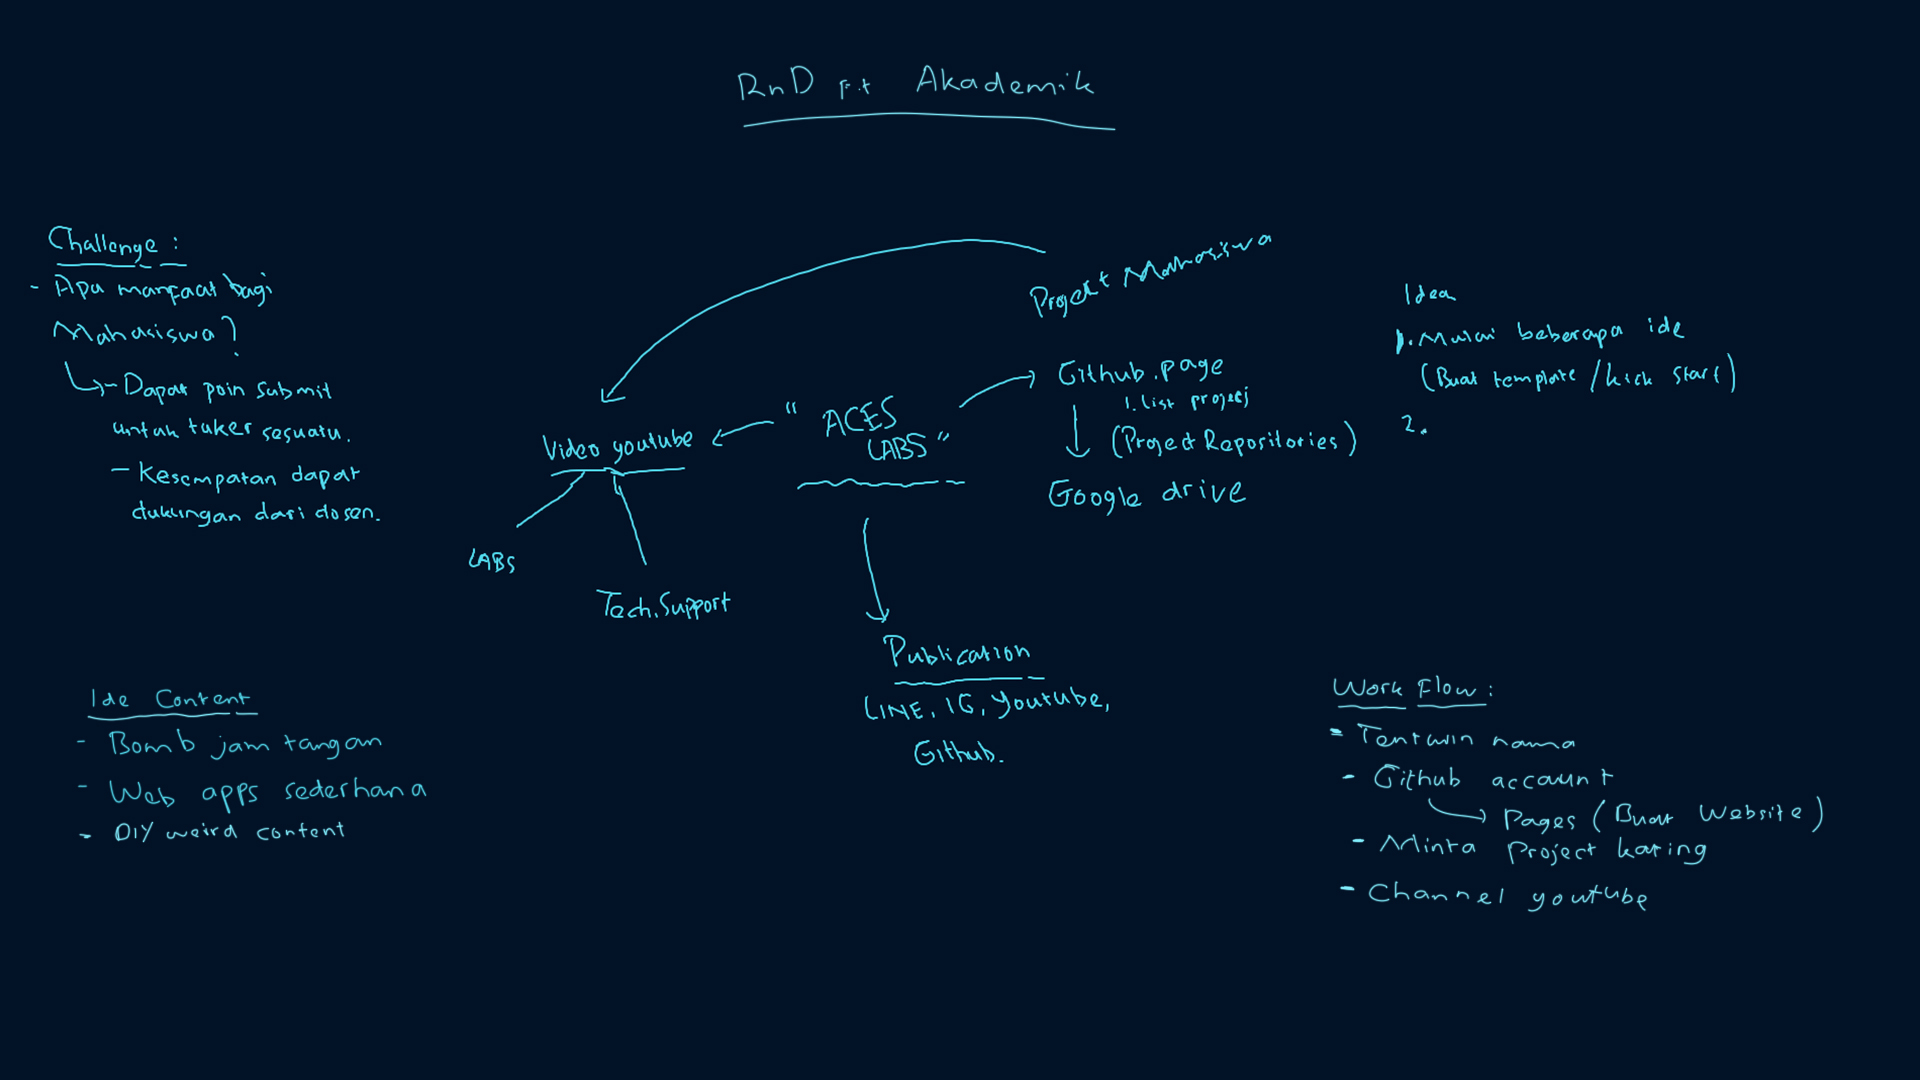 RnD Ft Akademik
Challenge :
- Apa manfaat bagi
Mahasiswa ?
- Dapat poin submit
untuk tuker sesuatu.
- Kesempatan dapat
dukungan dari dosen.
Projekt Mahasiswa
Video youtube
LABS
Tech.Support
" ACES
LABS "
Github.page
1. list project
(Project Repositories)
Google drive
Publication
LINE, IG, Youtube,
Github.
Idea
1. Mulai beberapa ide
(Buat template / kick start)
2.
Ide Content
- Bomb jam tangan
- Web apps sederhana
- DIY weird content
Work Flow :
- Tentuin nama
- Github account
Pages (Buat Website)
- Minta Project kating
- Channel youtube